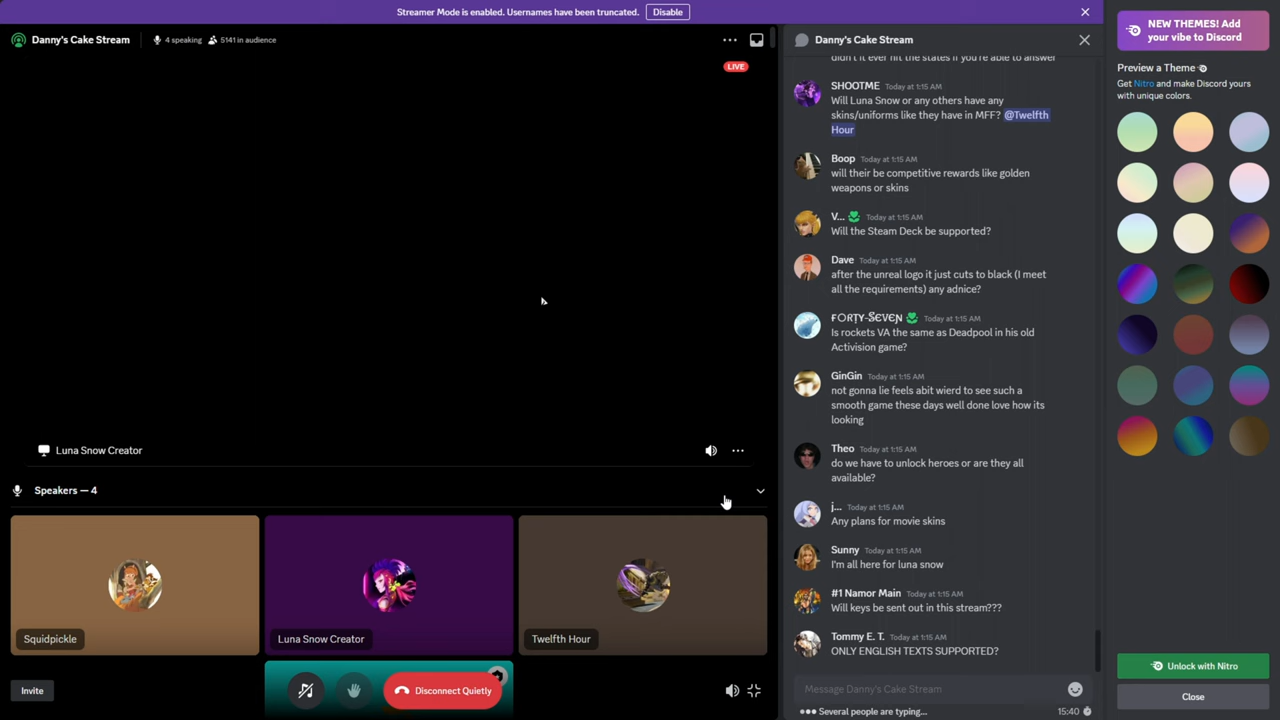 Streamer Mode is enabled. Usernames have been truncated.
Disable
Danny's Cake Stream
4 speaking
5141 in audience
LIVE
Luna Snow Creator
Speakers — 4
Squidpickle
Luna Snow Creator
Twelfth Hour
Invite
Disconnect Quietly
Danny's Cake Stream
didn't it ever hit the states if you're able to answer
SHOOTME Today at 1:15 AM
Will Luna Snow or any others have any
skins/uniforms like they have in MFF? @Twelfth
Hour
Boop Today at 1:15 AM
will their be competitive rewards like golden
weapons or skins
V... Today at 1:15 AM
Will the Steam Deck be supported?
Dave Today at 1:15 AM
after the unreal logo it just cuts to black (I meet
all the requirements) any adnice?
FORTY-SEVEN Today at 1:15 AM
Is rockets VA the same as Deadpool in his old
Activision game?
GinGin Today at 1:15 AM
not gonna lie feels abit wierd to see such a
smooth game these days well done love how its
looking
Theo Today at 1:15 AM
do we have to unlock heroes or are they all
available?
j... Today at 1:15 AM
Any plans for movie skins
Sunny Today at 1:15 AM
I'm all here for luna snow
#1 Namor Main Today at 1:15 AM
Will keys be sent out in this stream???
Tommy E. T. Today at 1:15 AM
ONLY ENGLISH TEXTS SUPPORTED?
Message Danny's Cake Stream
Several people are typing...
15:40
NEW THEMES! Add
your vibe to Discord
Preview a Theme
Get Nitro and make Discord yours
with unique colors.
Unlock with Nitro
Close